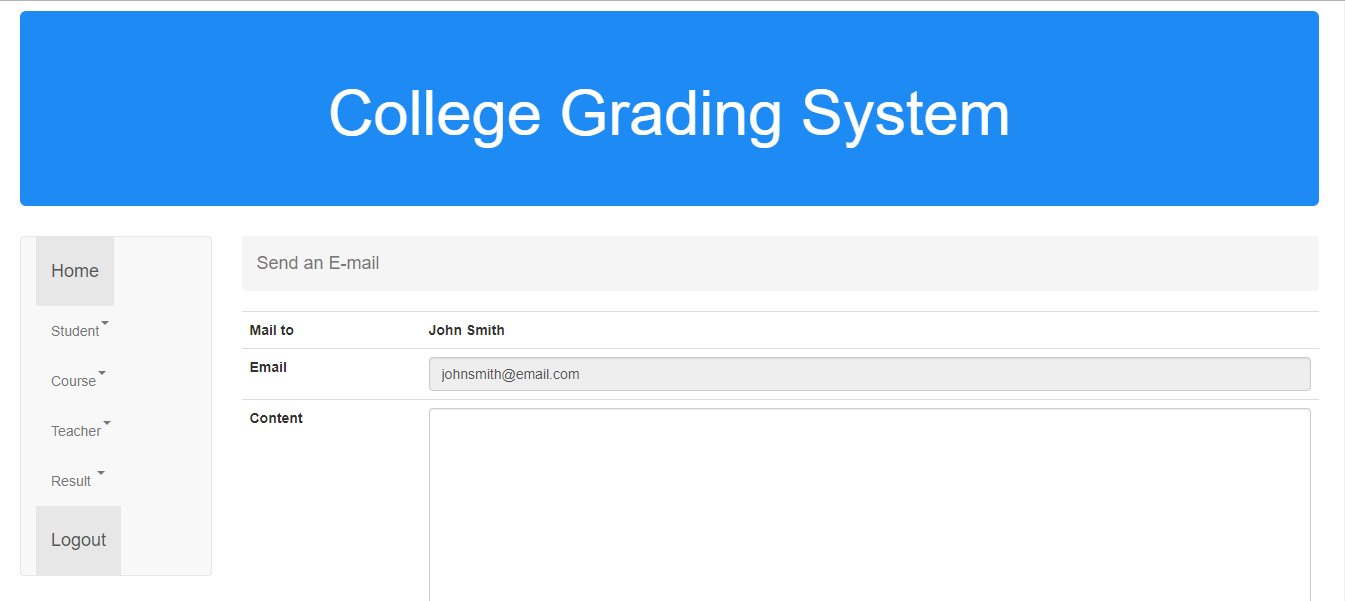 College Grading System
Home
Student
Course
Teacher
Result
Logout
Send an E-mail
Mail to John Smith
Email johnsmith@email.com
Content